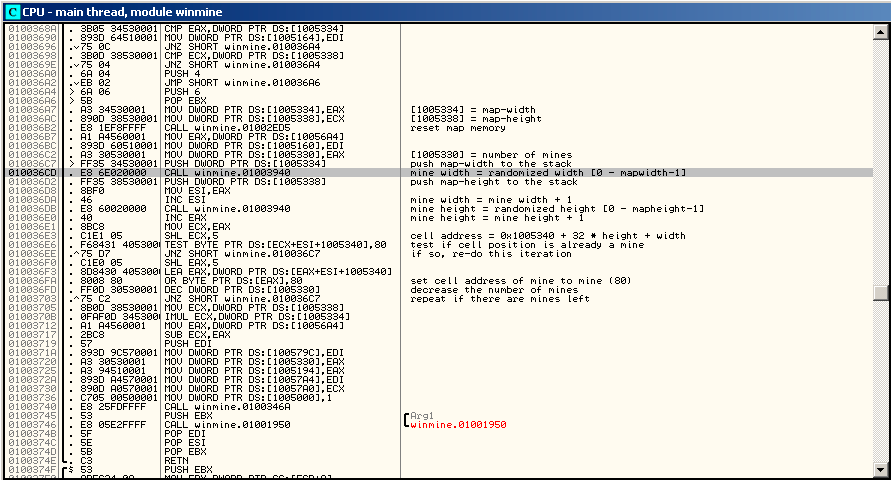 CPU - main thread, module winmine
0100368A . 3B05 34530001 CMP EAX,DWORD PTR DS:[1005334]
01003690 . 893D 64510001 MOV DWORD PTR DS:[1005164],EDI
01003696 .v75 0C JNZ SHORT winmine.010036A4
01003698 . 3B0D 38530001 CMP ECX,DWORD PTR DS:[1005338]
0100369E .v75 04 JNZ SHORT winmine.010036A4
010036A0 . 6A 04 PUSH 4
010036A2 .vEB 02 JMP SHORT winmine.010036A6
010036A4 > 6A 06 PUSH 6
010036A6 > 5B POP EBX
010036A7 . A3 34530001 MOV DWORD PTR DS:[1005334],EAX [1005334] = map-width
010036AC . 890D 38530001 MOV DWORD PTR DS:[1005338],ECX [1005338] = map-height
010036B2 . E8 1EF8FFFF CALL winmine.01002ED5 reset map memory
010036B7 . A1 A4560001 MOV EAX,DWORD PTR DS:[10056A4]
010036BC . 893D 60510001 MOV DWORD PTR DS:[1005160],EDI
010036C2 . A3 30530001 MOV DWORD PTR DS:[1005330],EAX [1005330] = number of mines
010036C7 > FF35 34530001 PUSH DWORD PTR DS:[1005334] push map-width to the stack
010036CD . E8 6E020000 CALL winmine.01003940 mine width = randomized width [0 - mapwidth-1]
010036D2 . FF35 38530001 PUSH DWORD PTR DS:[1005338] push map-height to the stack
010036D8 . 8BF0 MOV ESI,EAX
010036DA . 46 INC ESI mine width = mine width + 1
010036DB . E8 60020000 CALL winmine.01003940 mine height = randomized height [0 - mapheight-1]
010036E0 . 40 INC EAX mine height = mine height + 1
010036E1 . 8BC8 MOV ECX,EAX
010036E3 . C1E1 05 SHL ECX,5 cell address = 0x1005340 + 32 * height + width
010036E6 . F68431 4053000 TEST BYTE PTR DS:[ECX+ESI+1005340],80 test if cell position is already a mine
010036EE .^75 D7 JNZ SHORT winmine.010036C7 if so, re-do this iteration
010036F0 . C1E0 05 SHL EAX,5
010036F3 . 8D8430 4053000 LEA EAX,DWORD PTR DS:[EAX+ESI+1005340]
010036FA . 8008 80 OR BYTE PTR DS:[EAX],80 set cell address of mine to mine (80)
010036FD . FF0D 30530001 DEC DWORD PTR DS:[1005330] decrease the number of mines
01003703 .^75 C2 JNZ SHORT winmine.010036C7 repeat if there are mines left
01003705 . 8B0D 38530001 MOV ECX,DWORD PTR DS:[1005338]
0100370B . 0FAF0D 3453000 IMUL ECX,DWORD PTR DS:[1005334]
01003712 . A1 A4560001 MOV EAX,DWORD PTR DS:[10056A4]
01003717 . 2BC8 SUB ECX,EAX
01003719 . 57 PUSH EDI
0100371A . 893D 9C570001 MOV DWORD PTR DS:[100579C],EDI
01003720 . A3 30530001 MOV DWORD PTR DS:[1005330],EAX
01003725 . A3 94510001 MOV DWORD PTR DS:[1005194],EAX
0100372A . 893D A4570001 MOV DWORD PTR DS:[10057A4],EDI
01003730 . 890D A0570001 MOV DWORD PTR DS:[10057A0],ECX
01003736 . C705 00500001 MOV DWORD PTR DS:[1005000],1
01003740 . E8 25FDFFFF CALL winmine.0100346A
01003745 . 53 PUSH EBX Arg1
01003746 . E8 05E2FFFF CALL winmine.01001950 winmine.01001950
0100374B . 5F POP EDI
0100374C . 5E POP ESI
0100374D . 5B POP EBX
0100374E . C3 RETN
0100374F $ 53 PUSH EBX